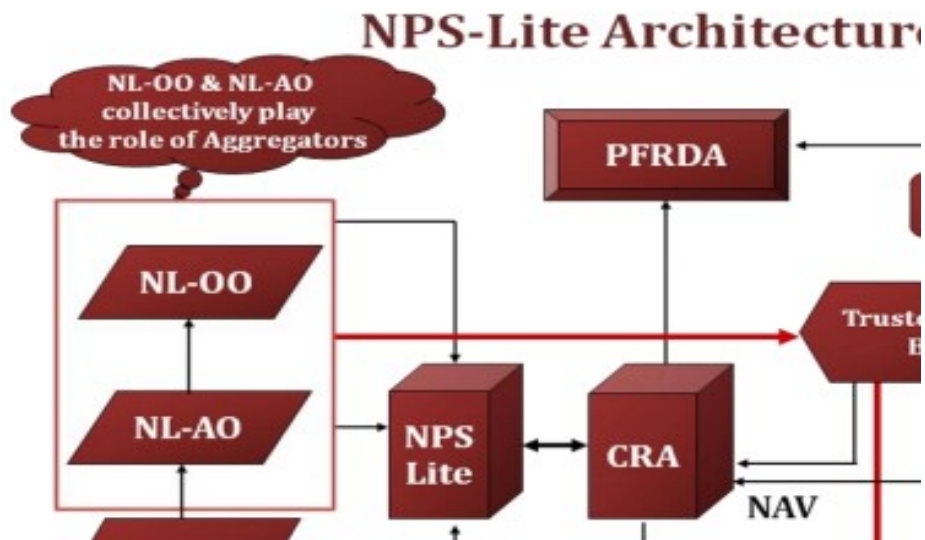 NPS-Lite Architecture
NL-OO & NL-AO
collectively play
the role of Aggregators
PFRDA
NL-OO
NL-AO
NPS
Lite
CRA
NAV